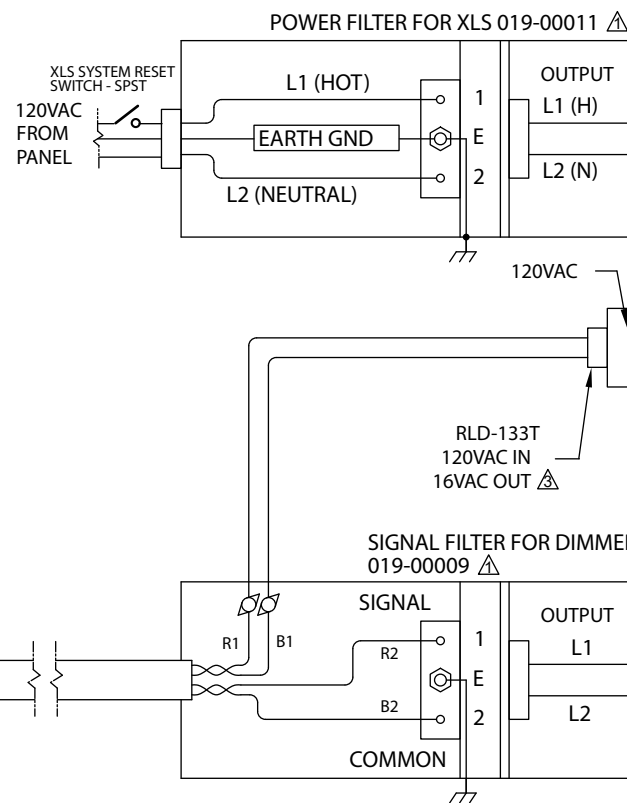 POWER FILTER FOR XLS 019-00011 1
XLS SYSTEM RESET
SWITCH - SPST
120VAC
FROM
PANEL
L1 (HOT)
EARTH GND
L2 (NEUTRAL)
1
E
2
OUTPUT
L1 (H)
L2 (N)
120VAC
RLD-133T
120VAC IN
16VAC OUT 3
SIGNAL FILTER FOR DIMME
019-00009 1
SIGNAL
R1
B1
R2
B2
COMMON
1
E
2
OUTPUT
L1
L2